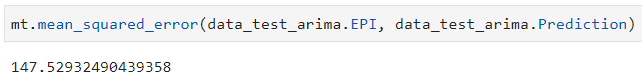 mt.mean_squared_error(data_test_arima.EPI, data_test_arima.Prediction)
147.52932490439358